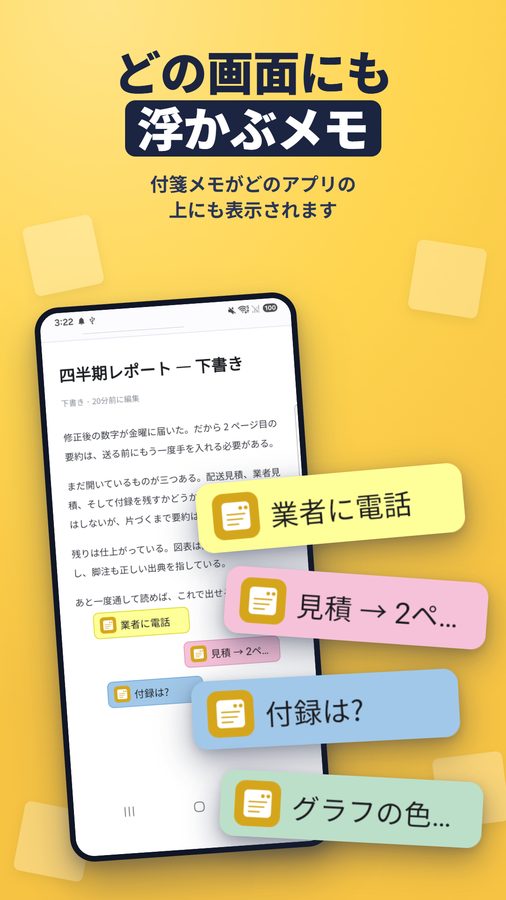 どの画面にも
浮かぶメモ
付箋メモがどのアプリの
上にも表示されます
3:22
100
四半期レポート — 下書き
下書き・20分前に編集
修正後の数字が金曜に届いた。だから 2 ページ目の
要約は、送る前にもう一度手を入れる必要がある。
まだ開いているものが三つある。配送見積、業者見
積、そして付録を残すかどうか
はしないが、片づくまで要約は
残りは仕上がっている。図表は
し、脚注も正しい出典を指している。
あと一度通して読めば、これで出せ
業者に電話
見積 → 2ペ...
付録は?
業者に電話
見積 → 2ペ...
付録は?
グラフの色...